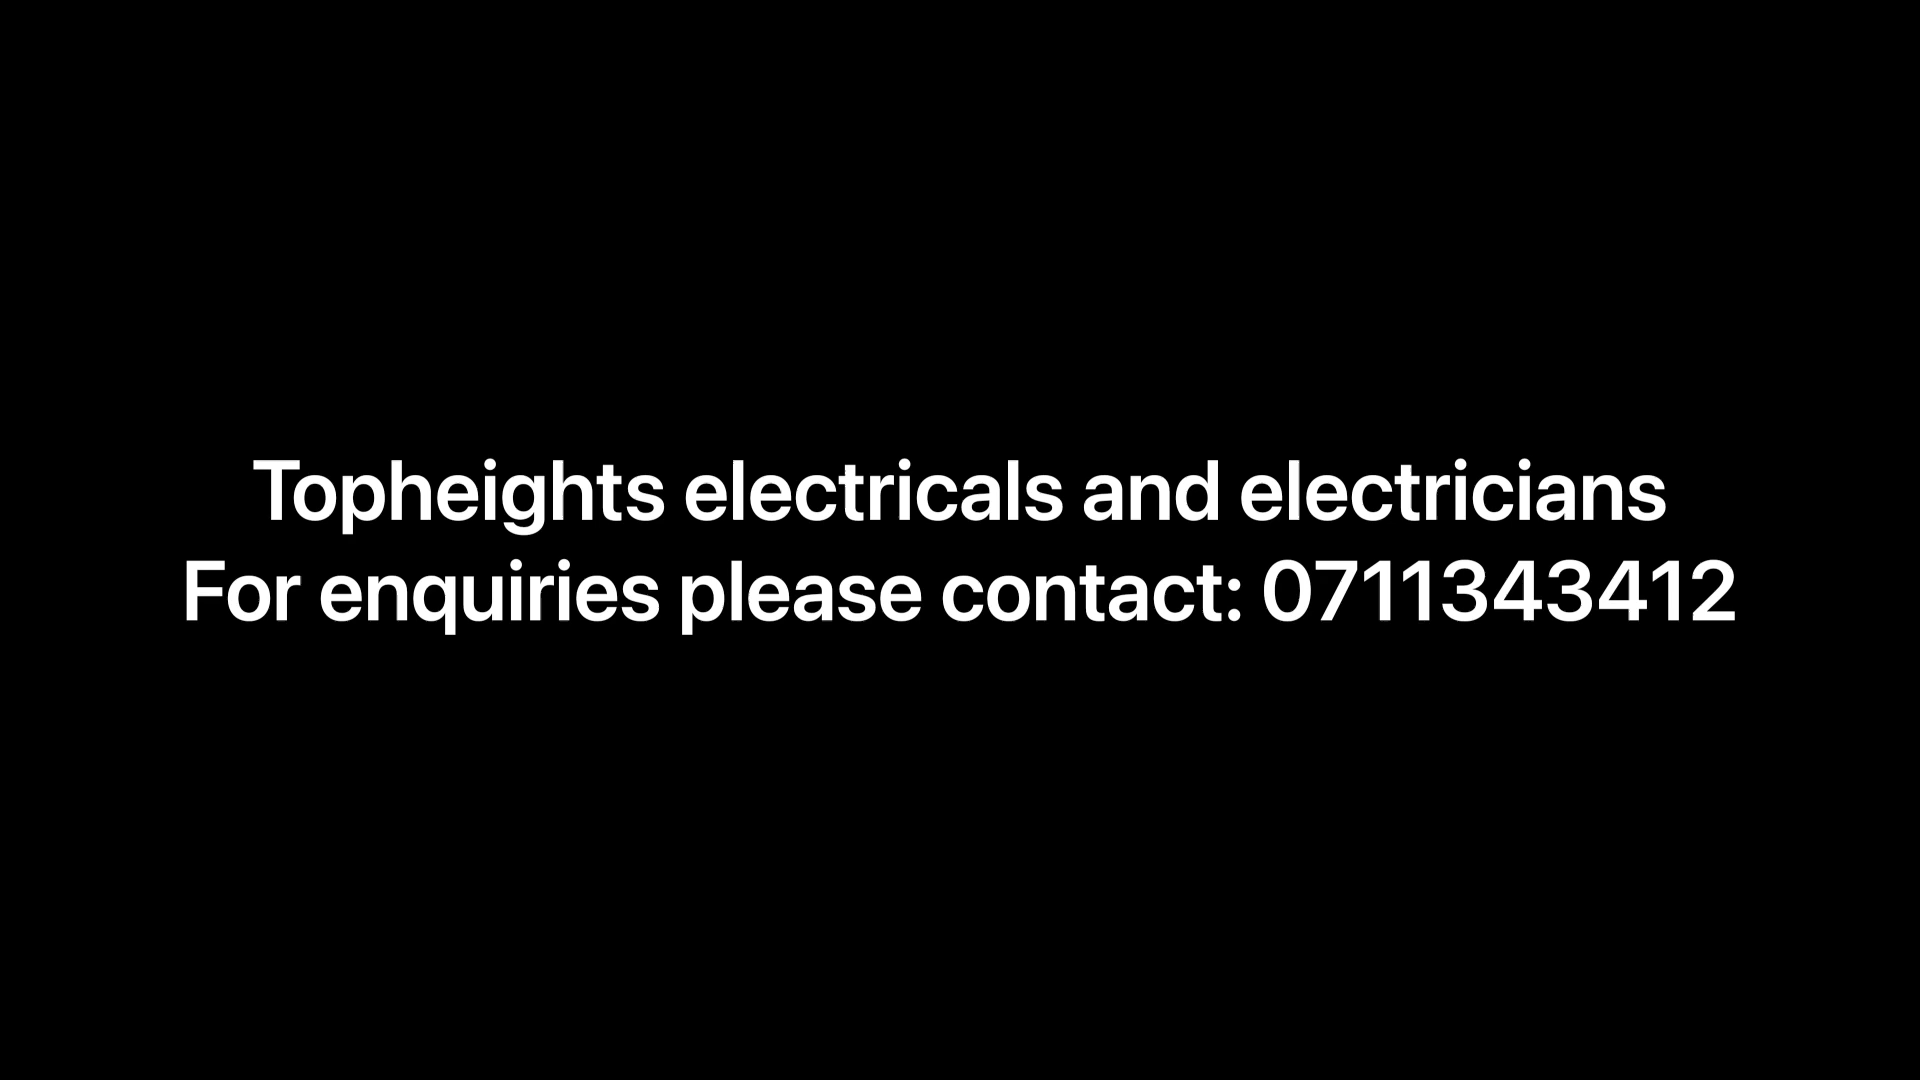 Topheights electricals and electricians
For enquiries please contact: 0711343412